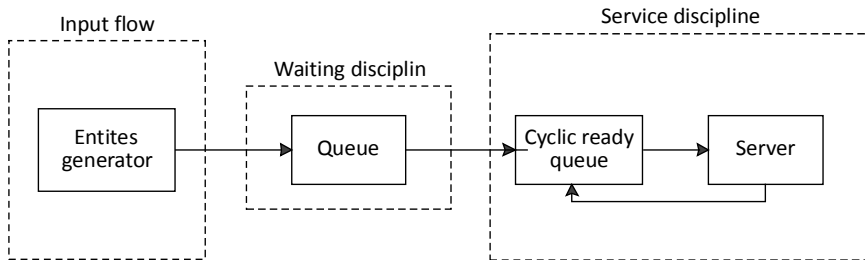 Input flow
Waiting disciplin
Service discipline
Entites
generator
Queue
Cyclic ready
queue
Server